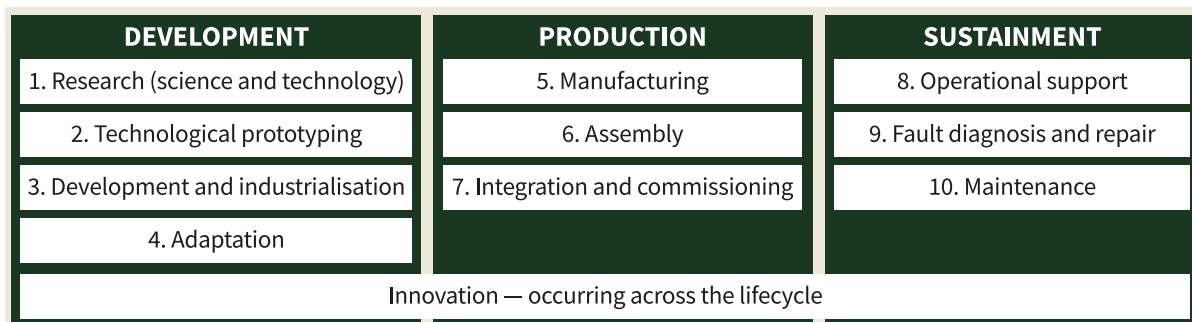 DEVELOPMENT
1. Research (science and technology)
2. Technological prototyping
3. Development and industrialisation
4. Adaptation
PRODUCTION
5. Manufacturing
6. Assembly
7. Integration and commissioning
SUSTAINMENT
8. Operational support
9. Fault diagnosis and repair
10. Maintenance
Innovation — occurring across the lifecycle